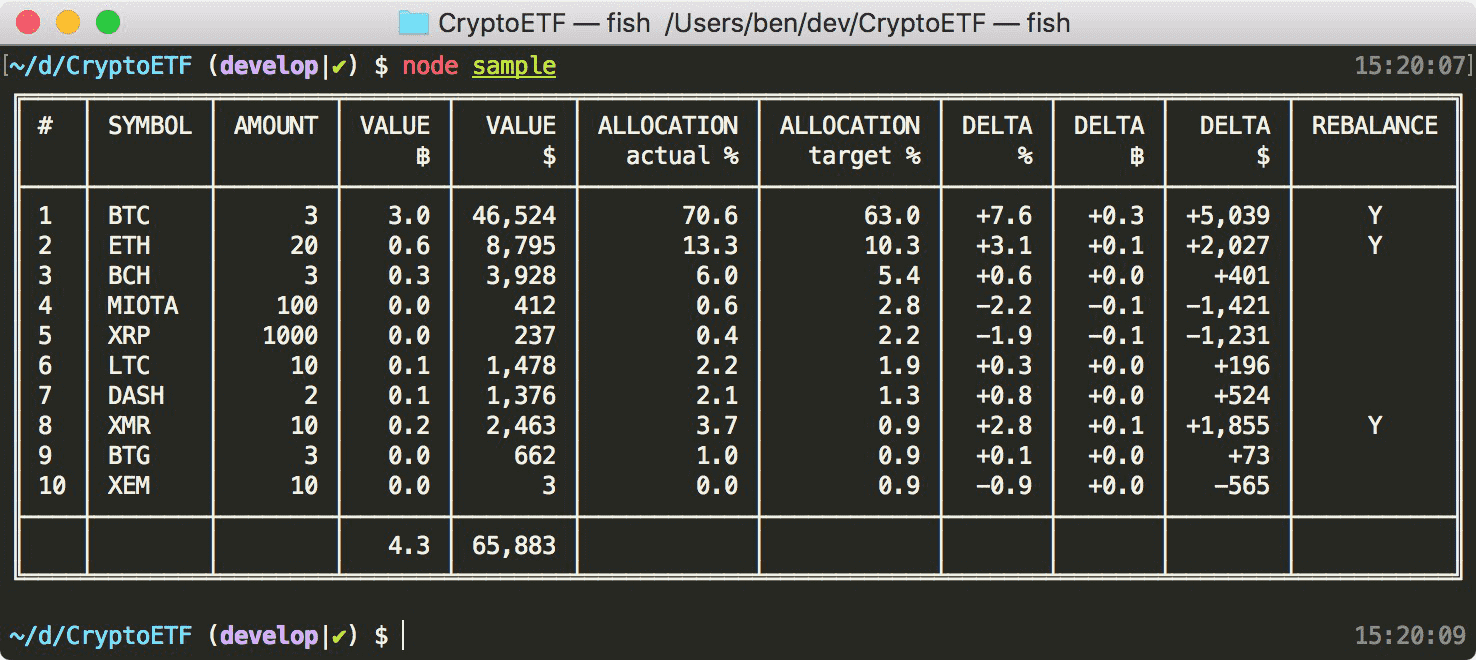 CryptoETF — fish  /Users/ben/dev/CryptoETF — fish
[~/d/CryptoETF (develop|✔) $ node sample 15:20:07]
# SYMBOL AMOUNT VALUE VALUE ALLOCATION ALLOCATION DELTA DELTA DELTA REBALANCE
฿ $ actual % target % % ฿ $
1 BTC 3 3.0 46,524 70.6 63.0 +7.6 +0.3 +5,039 Y
2 ETH 20 0.6 8,795 13.3 10.3 +3.1 +0.1 +2,027 Y
3 BCH 3 0.3 3,928 6.0 5.4 +0.6 +0.0 +401
4 MIOTA 100 0.0 412 0.6 2.8 −2.2 −0.1 −1,421
5 XRP 1000 0.0 237 0.4 2.2 −1.9 −0.1 −1,231
6 LTC 10 0.1 1,478 2.2 1.9 +0.3 +0.0 +196
7 DASH 2 0.1 1,376 2.1 1.3 +0.8 +0.0 +524
8 XMR 10 0.2 2,463 3.7 0.9 +2.8 +0.1 +1,855 Y
9 BTG 3 0.0 662 1.0 0.9 +0.1 +0.0 +73
10 XEM 10 0.0 3 0.0 0.9 −0.9 +0.0 −565
4.3 65,883
~/d/CryptoETF (develop|✔) $ 15:20:09